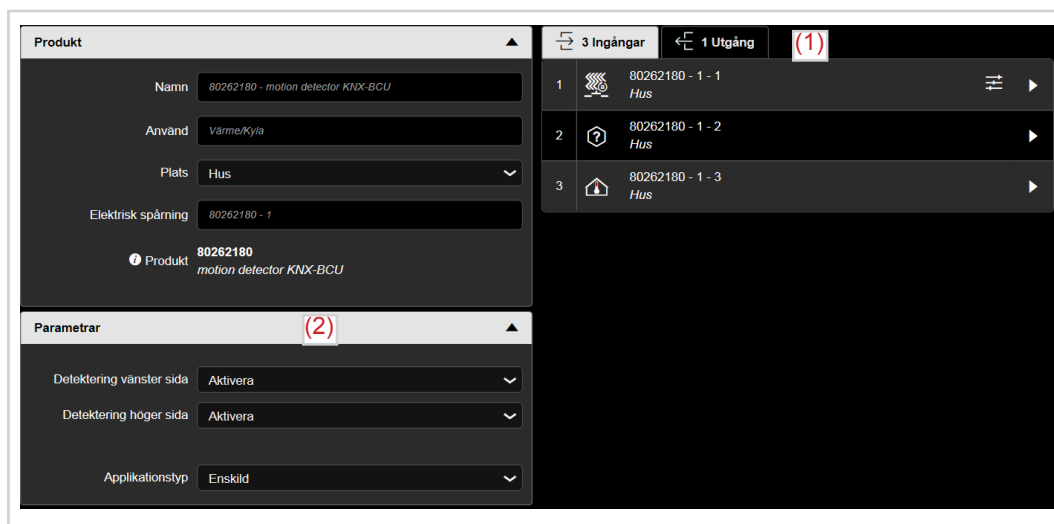 Produkt
Namn 80262180 - motion detector KNX-BCU
Använd Värme/Kyla
Plats Hus
Elektrisk spårning 80262180 - 1
Produkt 80262180
motion detector KNX-BCU
Parametrar (2)
Detektering vänster sida Aktivera
Detektering höger sida Aktivera
Applikationstyp Enskild
3 Ingångar 1 Utgång (1)
1 80262180 - 1 - 1
Hus
2 80262180 - 1 - 2
Hus
3 80262180 - 1 - 3
Hus